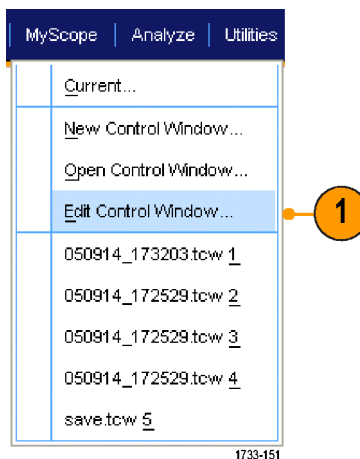 MyScope | Analyze | Utilities
Current...
New Control Window...
Open Control Window...
Edit Control Window...
1
050914_173203.tcw 1
050914_172529.tcw 2
050914_172529.tcw 3
050914_172529.tcw 4
save.tcw 5
1733-151